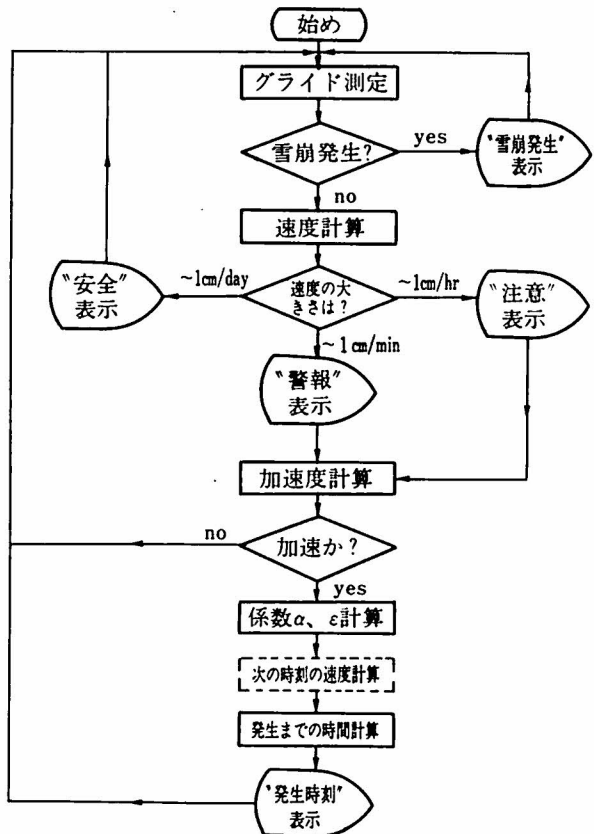 始め
グライド測定
雪崩発生?
yes
〝雪崩発生〟
表示
no
速度計算
〝安全〟
表示
~1cm/day
速度の大
きさは?
~1cm/hr
〝注意〟
表示
~1cm/min
〝警報〟
表示
加速度計算
no
加速か?
yes
係数α、ε計算
次の時刻の速度計算
発生までの時間計算
〝発生時刻〟
表示